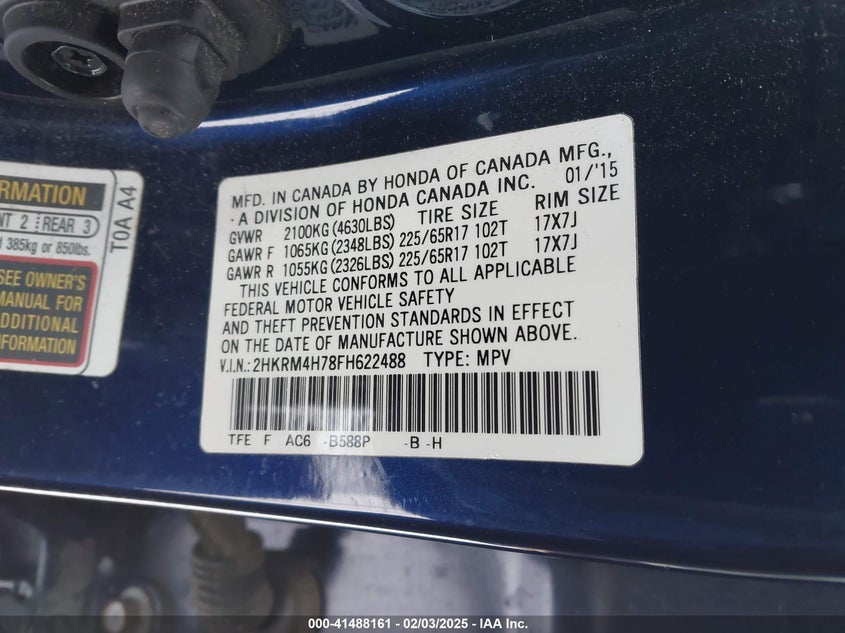 RMATION
NT 2 REAR 3
385kg or 850lbs.
SEE OWNER'S
MANUAL FOR
ADDITIONAL
INFORMATION
T0A A4
MFD. IN CANADA BY HONDA OF CANADA MFG.,
A DIVISION OF HONDA CANADA INC. 01/'15
GVWR 2100KG (4630LBS) TIRE SIZE RIM SIZE
GAWR F 1065KG (2348LBS) 225/65R17 102T 17X7J
GAWR R 1055KG (2326LBS) 225/65R17 102T 17X7J
THIS VEHICLE CONFORMS TO ALL APPLICABLE
FEDERAL MOTOR VEHICLE SAFETY
AND THEFT PREVENTION STANDARDS IN EFFECT
ON THE DATE OF MANUFACTURE SHOWN ABOVE.
V.I.N.: 2HKRM4H78FH622488 TYPE: MPV
TFE F AC6 -B588P -B -H
000-41488161 - 02/03/2025 - IAA Inc.